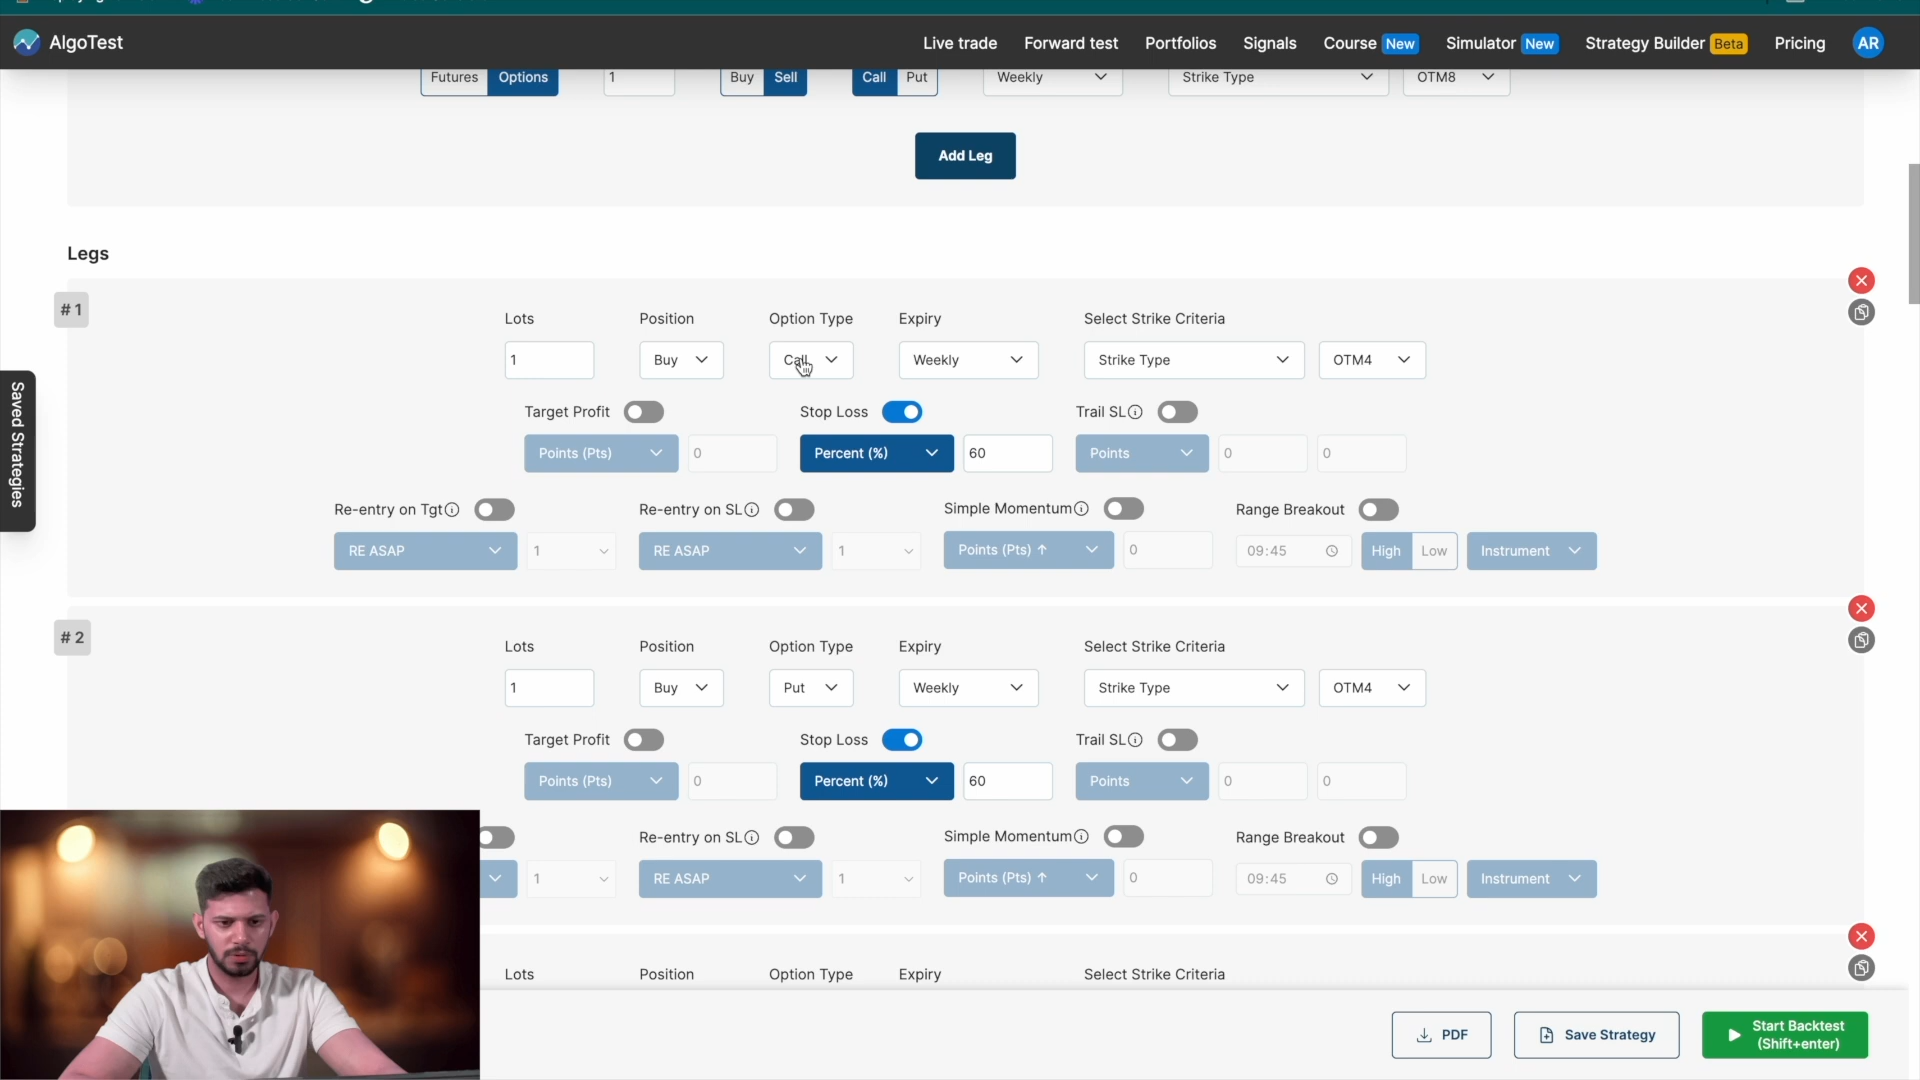 AlgoTest
Live trade Forward test Portfolios Signals Course New Simulator New Strategy Builder Beta Pricing AR
Futures Options 1 Buy Sell Call Put Weekly Strike Type OTM8
Add Leg
Legs
# 1
Lots Position Option Type Expiry Select Strike Criteria
1 Buy Call Weekly Strike Type OTM4
Target Profit Stop Loss Trail SL
Points (Pts) 0 Percent (%) 60 Points 0 0
Re-entry on Tgt Re-entry on SL Simple Momentum Range Breakout
RE ASAP 1 RE ASAP 1 Points (Pts) ↑ 0 09:45 High Low Instrument
Saved Strategies
# 2
Lots Position Option Type Expiry Select Strike Criteria
1 Buy Put Weekly Strike Type OTM4
Target Profit Stop Loss Trail SL
Points (Pts) 0 Percent (%) 60 Points 0 0
Re-entry on SL Simple Momentum Range Breakout
1 RE ASAP 1 Points (Pts) ↑ 0 09:45 High Low Instrument
Lots Position Option Type Expiry Select Strike Criteria
PDF Save Strategy Start Backtest
(Shift+enter)